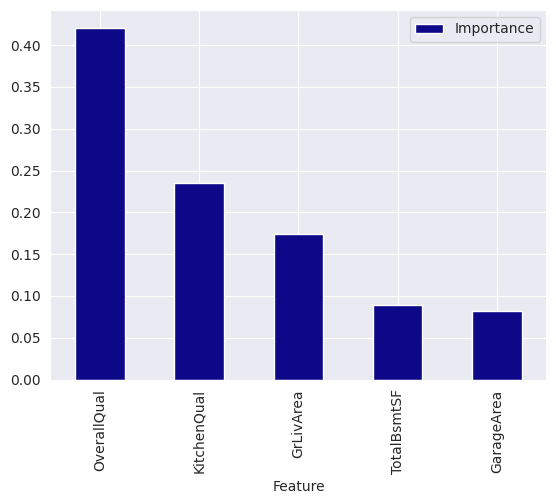 Importance
0.40
0.35
0.30
0.25
0.20
0.15
0.10
0.05
0.00
OverallQual
KitchenQual
GrLivArea
TotalBsmtSF
GarageArea
Feature